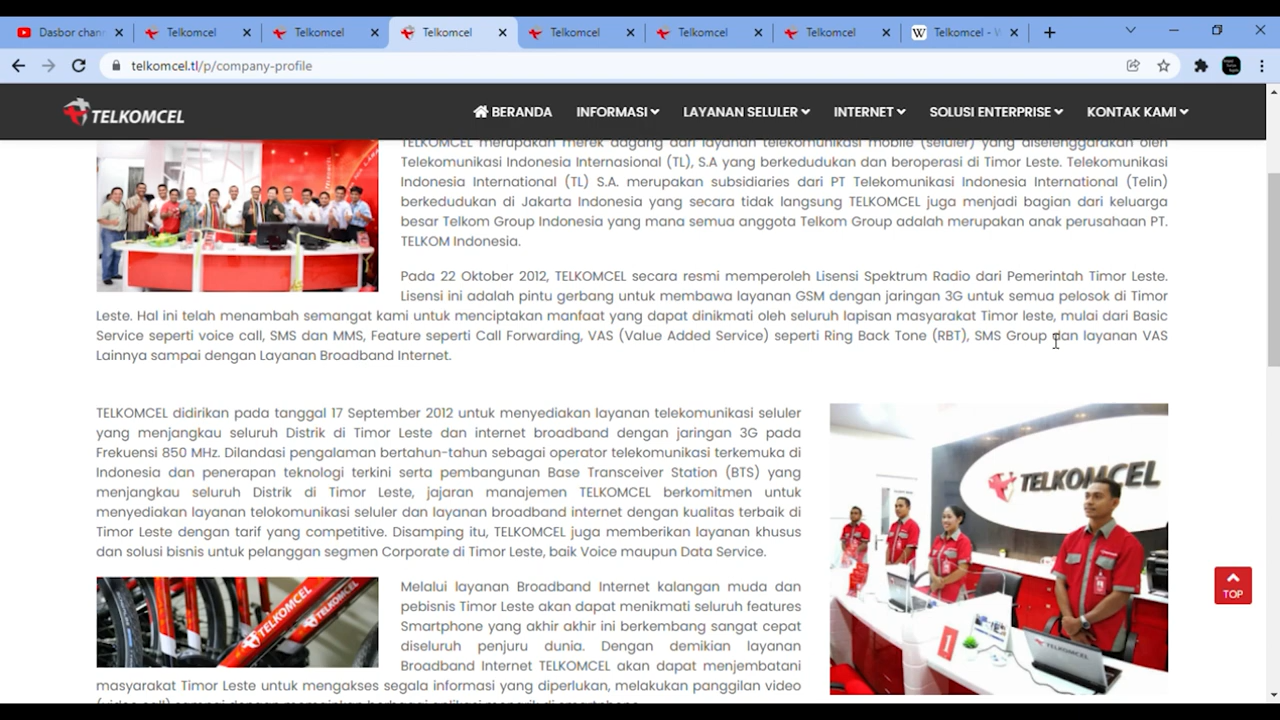 Dasbor chan
Telkomcel
Telkomcel
Telkomcel
Telkomcel
Telkomcel
Telkomcel
Telkomcel - W
telkomcel.tl/p/company-profile
TELKOMCEL
BERANDA
INFORMASI
LAYANAN SELULER
INTERNET
SOLUSI ENTERPRISE
KONTAK KAMI
TELKOMCEL merupakan merek dagang dari layanan telekomunikasi mobile (seluler) yang diselenggarakan oleh
Telekomunikasi Indonesia Internasional (TL), S.A yang berkedudukan dan beroperasi di Timor Leste. Telekomunikasi
Indonesia International (TL) S.A. merupakan subsidiaries dari PT Telekomunikasi Indonesia International (Telin)
berkedudukan di Jakarta Indonesia yang secara tidak langsung TELKOMCEL juga menjadi bagian dari keluarga
besar Telkom Group Indonesia yang mana semua anggota Telkom Group adalah merupakan anak perusahaan PT.
TELKOM Indonesia.
Pada 22 Oktober 2012, TELKOMCEL secara resmi memperoleh Lisensi Spektrum Radio dari Pemerintah Timor Leste.
Lisensi ini adalah pintu gerbang untuk membawa layanan GSM dengan jaringan 3G untuk semua pelosok di Timor
Leste. Hal ini telah menambah semangat kami untuk menciptakan manfaat yang dapat dinikmati oleh seluruh lapisan masyarakat Timor leste, mulai dari Basic
Service seperti voice call, SMS dan MMS, Feature seperti Call Forwarding, VAS (Value Added Service) seperti Ring Back Tone (RBT), SMS Group dan layanan VAS
Lainnya sampai dengan Layanan Broadband Internet.
TELKOMCEL didirikan pada tanggal 17 September 2012 untuk menyediakan layanan telekomunikasi seluler
yang menjangkau seluruh Distrik di Timor Leste dan internet broadband dengan jaringan 3G pada
Frekuensi 850 MHz. Dilandasi pengalaman bertahun-tahun sebagai operator telekomunikasi terkemuka di
Indonesia dan penerapan teknologi terkini serta pembangunan Base Transceiver Station (BTS) yang
menjangkau seluruh Distrik di Timor Leste, jajaran manajemen TELKOMCEL berkomitmen untuk
menyediakan layanan telokomunikasi seluler dan layanan broadband internet dengan kualitas terbaik di
Timor Leste dengan tarif yang competitive. Disamping itu, TELKOMCEL juga memberikan layanan khusus
dan solusi bisnis untuk pelanggan segmen Corporate di Timor Leste, baik Voice maupun Data Service.
TELKOMCEL
1
TELKOMCEL
TOP
TELKOMCEL
TELKOMCEL
Melalui layanan Broadband Internet kalangan muda dan
pebisnis Timor Leste akan dapat menikmati seluruh features
Smartphone yang akhir akhir ini berkembang sangat cepat
diseluruh penjuru dunia. Dengan demikian layanan
Broadband Internet TELKOMCEL akan dapat menjembatani
masyarakat Timor Leste untuk mengakses segala informasi yang diperlukan, melakukan panggilan video